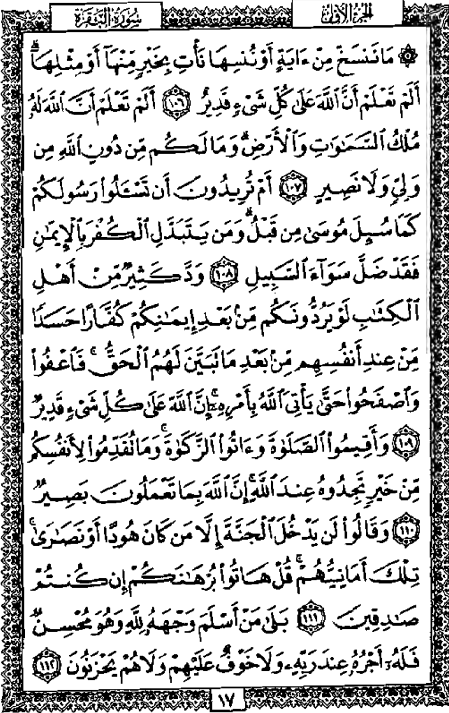 الجزء الأول
سورة البقرة
۞ مَا نَنسَخۡ مِنۡ ءَايَةٍ أَوۡ نُنسِهَا نَأۡتِ بِخَيۡرٖ مِّنۡهَآ أَوۡ مِثۡلِهَآۗ
أَلَمۡ تَعۡلَمۡ أَنَّ ٱللَّهَ عَلَىٰ كُلِّ شَيۡءٖ قَدِيرٌ ١٠٦ أَلَمۡ تَعۡلَمۡ أَنَّ ٱللَّهَ لَهُۥ
مُلۡكُ ٱلسَّمَٰوَٰتِ وَٱلۡأَرۡضِۗ وَمَا لَكُم مِّن دُونِ ٱللَّهِ مِن
وَلِيّٖ وَلَا نَصِيرٍ ١٠٧ أَمۡ تُرِيدُونَ أَن تَسۡـَٔلُواْ رَسُولَكُمۡ
كَمَا سُئِلَ مُوسَىٰ مِن قَبۡلُۗ وَمَن يَتَبَدَّلِ ٱلۡكُفۡرَ بِٱلۡإِيمَٰنِ
فَقَدۡ ضَلَّ سَوَآءَ ٱلسَّبِيلِ ١٠٨ وَدَّ كَثِيرٞ مِّنۡ أَهۡلِ
ٱلۡكِتَٰبِ لَوۡ يَرُدُّونَكُم مِّنۢ بَعۡدِ إِيمَٰنِكُمۡ كُفَّارًا حَسَدٗا
مِّنۡ عِندِ أَنفُسِهِم مِّنۢ بَعۡدِ مَا تَبَيَّنَ لَهُمُ ٱلۡحَقُّۖ فَٱعۡفُواْ
وَٱصۡفَحُواْ حَتَّىٰ يَأۡتِيَ ٱللَّهُ بِأَمۡرِهِۦٓۗ إِنَّ ٱللَّهَ عَلَىٰ كُلِّ شَيۡءٖ قَدِيرٞ
١٠٩ وَأَقِيمُواْ ٱلصَّلَوٰةَ وَءَاتُواْ ٱلزَّكَوٰةَۚ وَمَا تُقَدِّمُواْ لِأَنفُسِكُم
مِّنۡ خَيۡرٖ تَجِدُوهُ عِندَ ٱللَّهِۗ إِنَّ ٱللَّهَ بِمَا تَعۡمَلُونَ بَصِيرٞ
١١٠ وَقَالُواْ لَن يَدۡخُلَ ٱلۡجَنَّةَ إِلَّا مَن كَانَ هُودًا أَوۡ نَصَٰرَىٰۗ
تِلۡكَ أَمَانِيُّهُمۡۗ قُلۡ هَاتُواْ بُرۡهَٰنَكُمۡ إِن كُنتُمۡ
صَٰدِقِينَ ١١١ بَلَىٰۚ مَنۡ أَسۡلَمَ وَجۡهَهُۥ لِلَّهِ وَهُوَ مُحۡسِنٞ
فَلَهُۥٓ أَجۡرُهُۥ عِندَ رَبِّهِۦ وَلَا خَوۡفٌ عَلَيۡهِمۡ وَلَا هُمۡ يَحۡزَنُونَ ١١٢
١٧